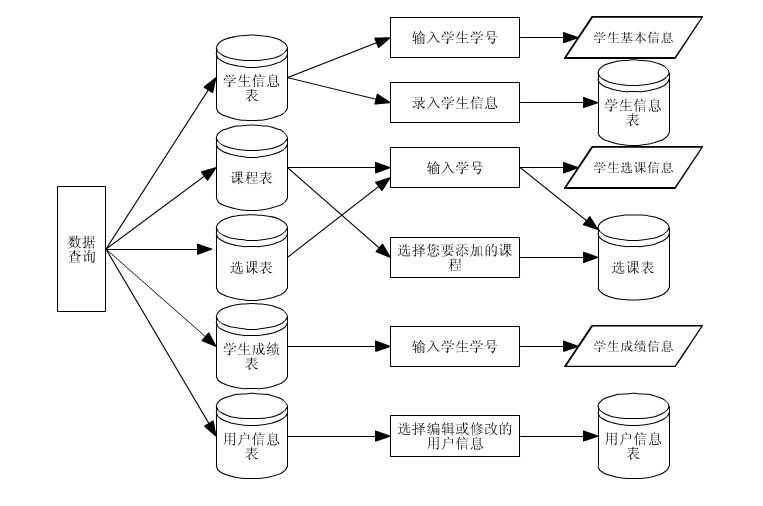 数据
查询
学生信息
表
课程表
选课表
学生成绩
表
用户信息
表
输入学生学号
录入学生信息
输入学号
选择您要添加的课
程
输入学生学号
选择编辑或修改的
用户信息
学生基本信息
学生信息
表
学生选课信息
选课表
学生成绩信息
用户信息
表